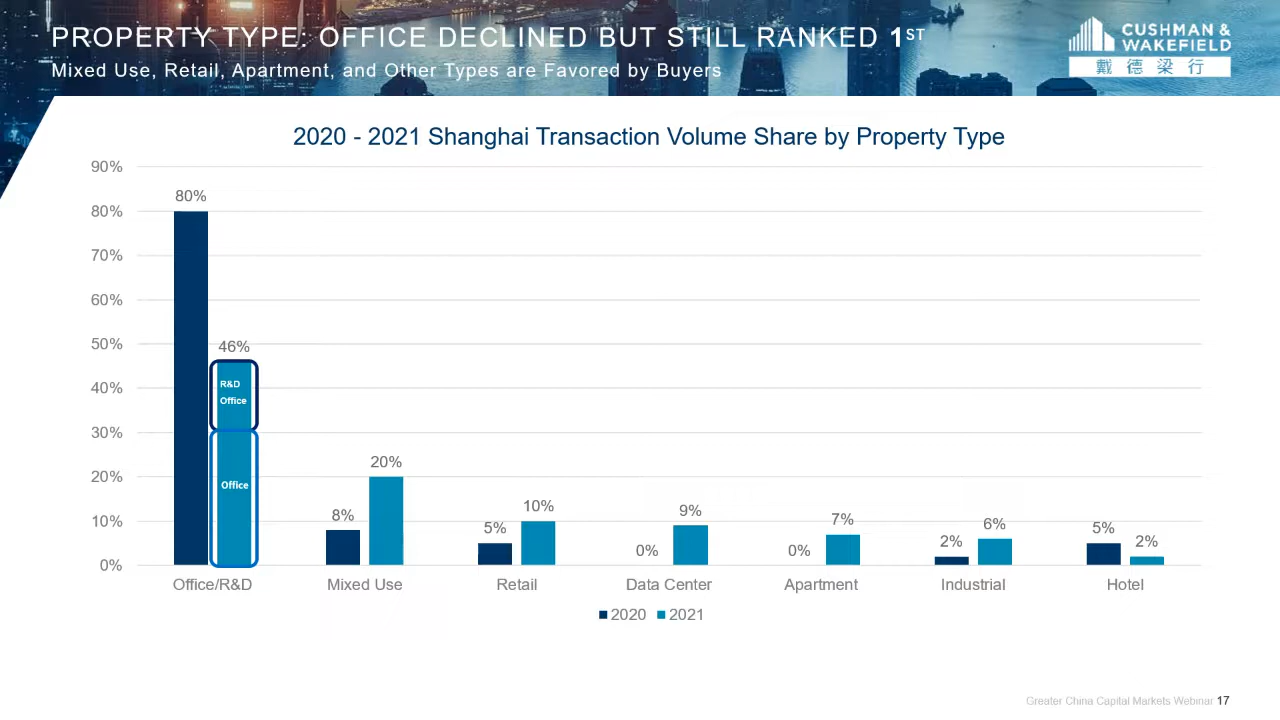 PROPERTY TYPE: OFFICE DECLINED BUT STILL RANKED 1ST
Mixed Use, Retail, Apartment, and Other Types are Favored by Buyers
CUSHMAN &
WAKEFIELD
戴德梁行
2020 - 2021 Shanghai Transaction Volume Share by Property Type
90%
80%
70%
60%
50%
40%
30%
20%
10%
0%
80%
46%
R&D
Office
Office
8%
20%
5%
10%
0%
9%
0%
7%
2%
6%
5%
2%
Office/R&D
Mixed Use
Retail
Data Center
Apartment
Industrial
Hotel
2020 2021
Greater China Capital Markets Webinar 17